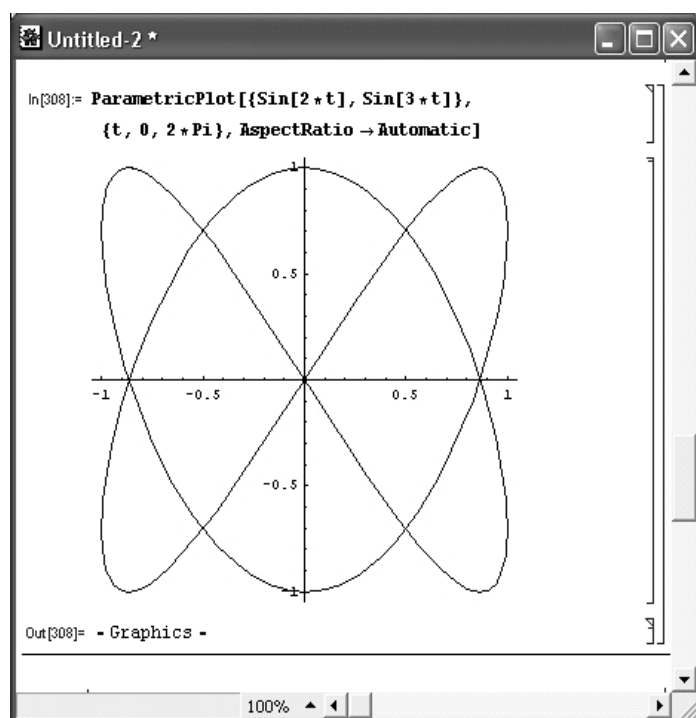 Untitled-2 *
In[308]:= ParametricPlot[{Sin[2*t], Sin[3*t]},
{t, 0, 2*Pi}, AspectRatio→Automatic]
1
0.5
-1 -0.5 0.5 1
-0.5
-1
Out[308]= - Graphics -
100%